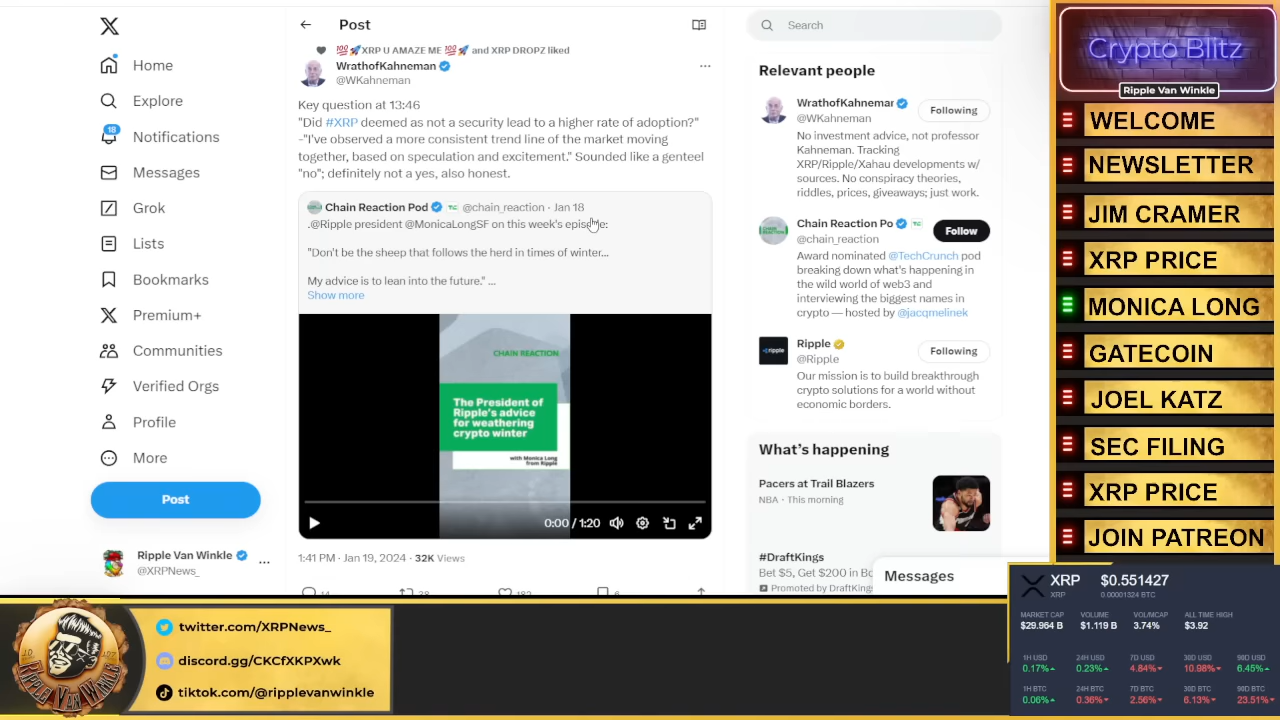 Home
Explore
18
Notifications
Messages
Grok
Lists
Bookmarks
Premium+
Communities
Verified Orgs
Profile
More
Post
Ripple Van Winkle
@XRPNews_
Post
💯🚀XRP U AMAZE ME 💯🚀 and XRP DROPZ liked
WrathofKahneman
@WKahneman
Key question at 13:46
"Did #XRP deemed as not a security lead to a higher rate of adoption?"
-"I've observed a more consistent trend line of the market moving
together, based on speculation and excitement." Sounded like a genteel
"no"; definitely not a yes, also honest.
Chain Reaction Pod TC @chain_reaction · Jan 18
.@Ripple president @MonicaLongSF on this week's episode:
"Don't be the sheep that follows the herd in times of winter...
My advice is to lean into the future." ...
Show more
CHAIN REACTION
The President of
Ripple's advice
for weathering
crypto winter
with Monica Long
from Ripple
0:00 / 1:20
1:41 PM · Jan 19, 2024 · 32K Views
14
38
182
6
Search
Relevant people
WrathofKahnemar
@WKahneman
Following
No investment advice, not professor
Kahneman. Tracking
XRP/Ripple/Xahau developments w/
sources. No conspiracy theories,
riddles, prices, giveaways; just work.
Chain Reaction Po TC
@chain_reaction
Follow
Award nominated @TechCrunch pod
breaking down what's happening in
the wild world of web3 and
interviewing the biggest names in
crypto — hosted by @jacqmelinek
ripple
Ripple
@Ripple
Following
Our mission is to build breakthrough
crypto solutions for a world without
economic borders.
What's happening
Pacers at Trail Blazers
NBA · This morning
#DraftKings
Bet $5, Get $200 in Bc
Promoted by DraftKing
Messages
Crypto Blitz
Ripple Van Winkle
WELCOME
NEWSLETTER
JIM CRAMER
XRP PRICE
MONICA LONG
GATECOIN
JOEL KATZ
SEC FILING
XRP PRICE
JOIN PATREON
XRP $0.551427
XRP 0.00001324 BTC
MARKET CAP VOLUME VOL/MCAP ALL TIME HIGH
$29.964 B $1.119 B 3.74% $3.92
1H USD 24H USD 7D USD 30D USD 90D USD
0.17% 0.23% 4.84% 10.98% 6.45%
1H BTC 24H BTC 7D BTC 30D BTC 90D BTC
0.06% 0.36% 2.56% 6.13% 23.51%
RIPPLE VAN WINKLE
twitter.com/XRPNews_
discord.gg/CKCfXKPXwk
tiktok.com/@ripplevanwinkle